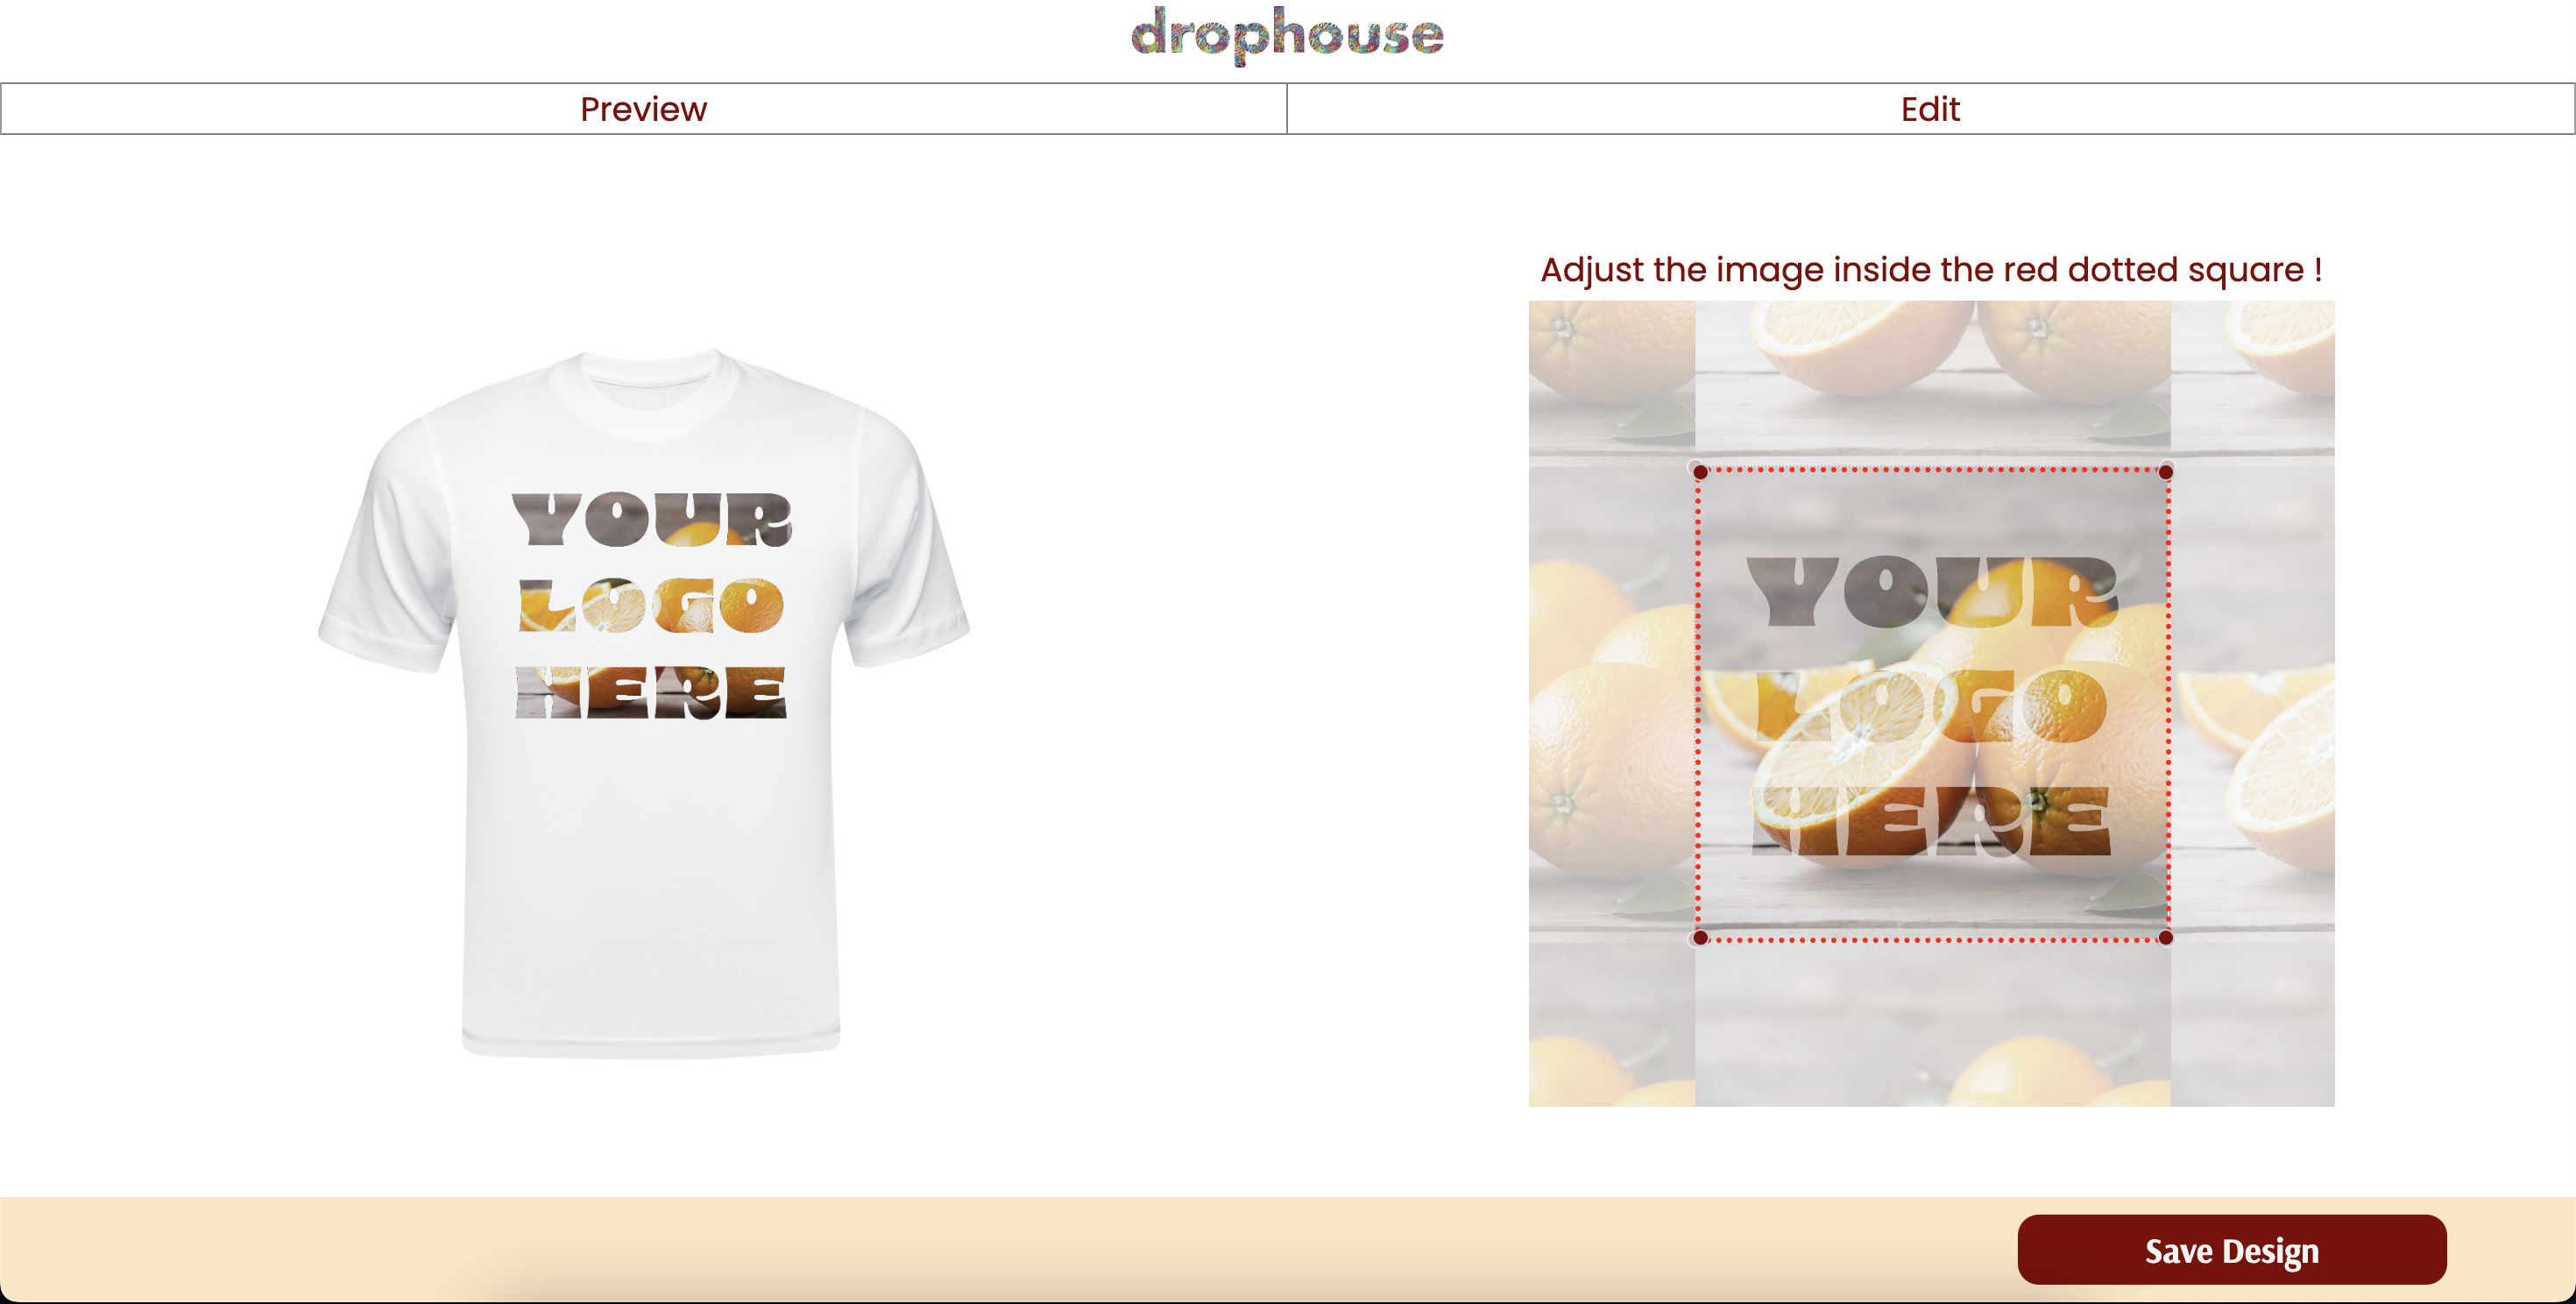 drophouse
Preview
Edit
Adjust the image inside the red dotted square !
YOUR
LOGO
HERE
YOUR
LOGO
HERE
Save Design